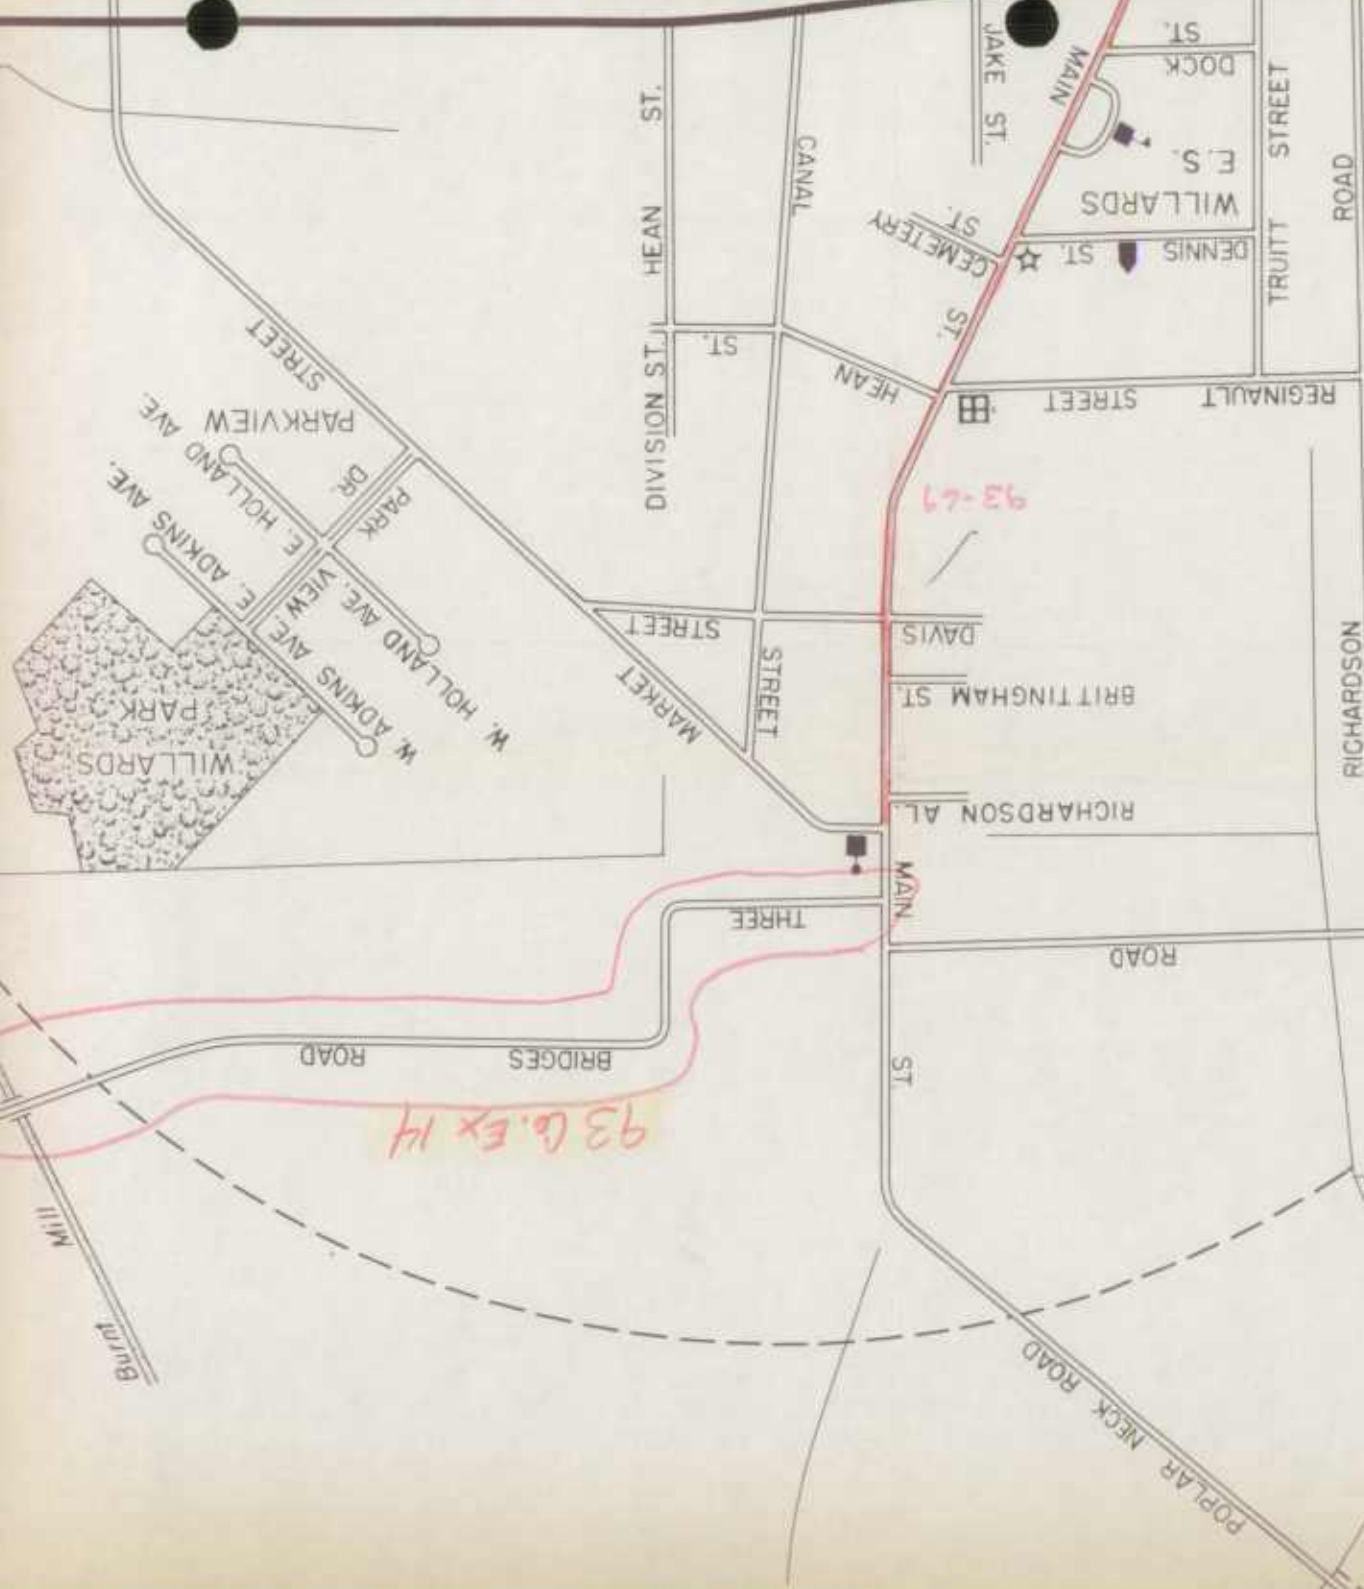 POPLAR NECK ROAD
Burnt Mill
93 Co. Ex 14
BRIDGES ROAD
ST.
ROAD
THREE
MAIN
RICHARDSON AL.
WILLARDS
PARK
BRITTINGHAM ST.
DAVIS
MARKET
STREET
STREET
W. ADKINS AVE.
E. ADKINS AVE.
W. HOLLAND AVE.
E. HOLLAND AVE.
VIEW
PARK
DR.
PARKVIEW
STREET
93-69
REGINAULT STREET
HEAN
ST.
ST.
DIVISION ST.
HEAN ST.
CANAL
CEMETERY
ST.
DENNIS ST.
WILLARDS
E. S.
DOCK
ST.
MAIN
JAKE ST.
TRUITT STREET
RICHARDSON ROAD